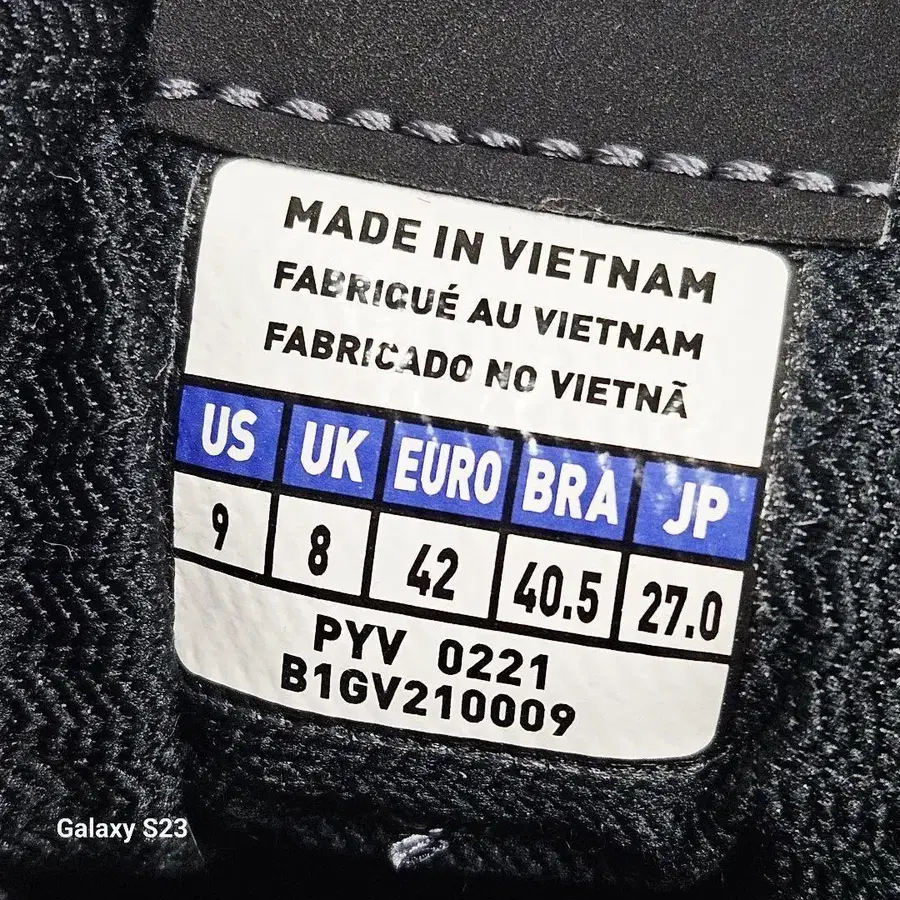 MADE IN VIETNAM
FABRIQUÉ AU VIETNAM
FABRICADO NO VIETNÃ
US UK EURO BRA JP
9 8 42 40.5 27.0
PYV 0221
B1GV210009
Galaxy S23